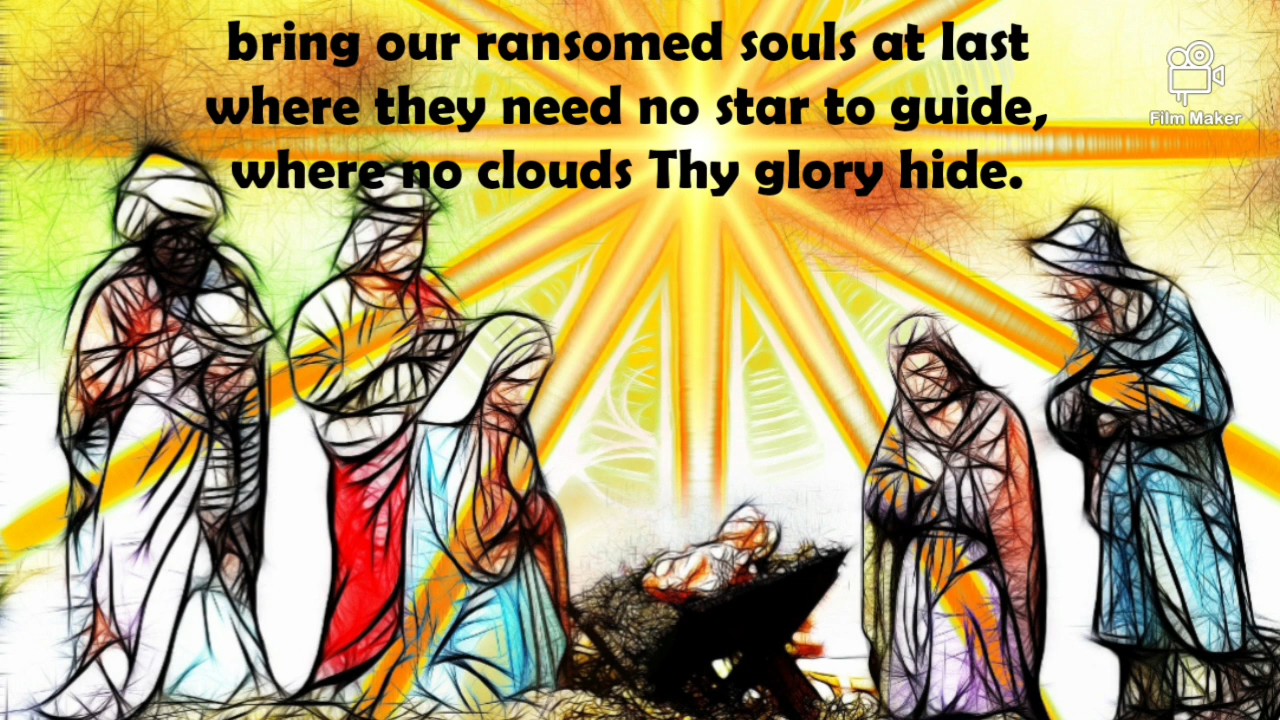 bring our ransomed souls at last
where they need no star to guide,
where no clouds Thy glory hide.
Film Maker